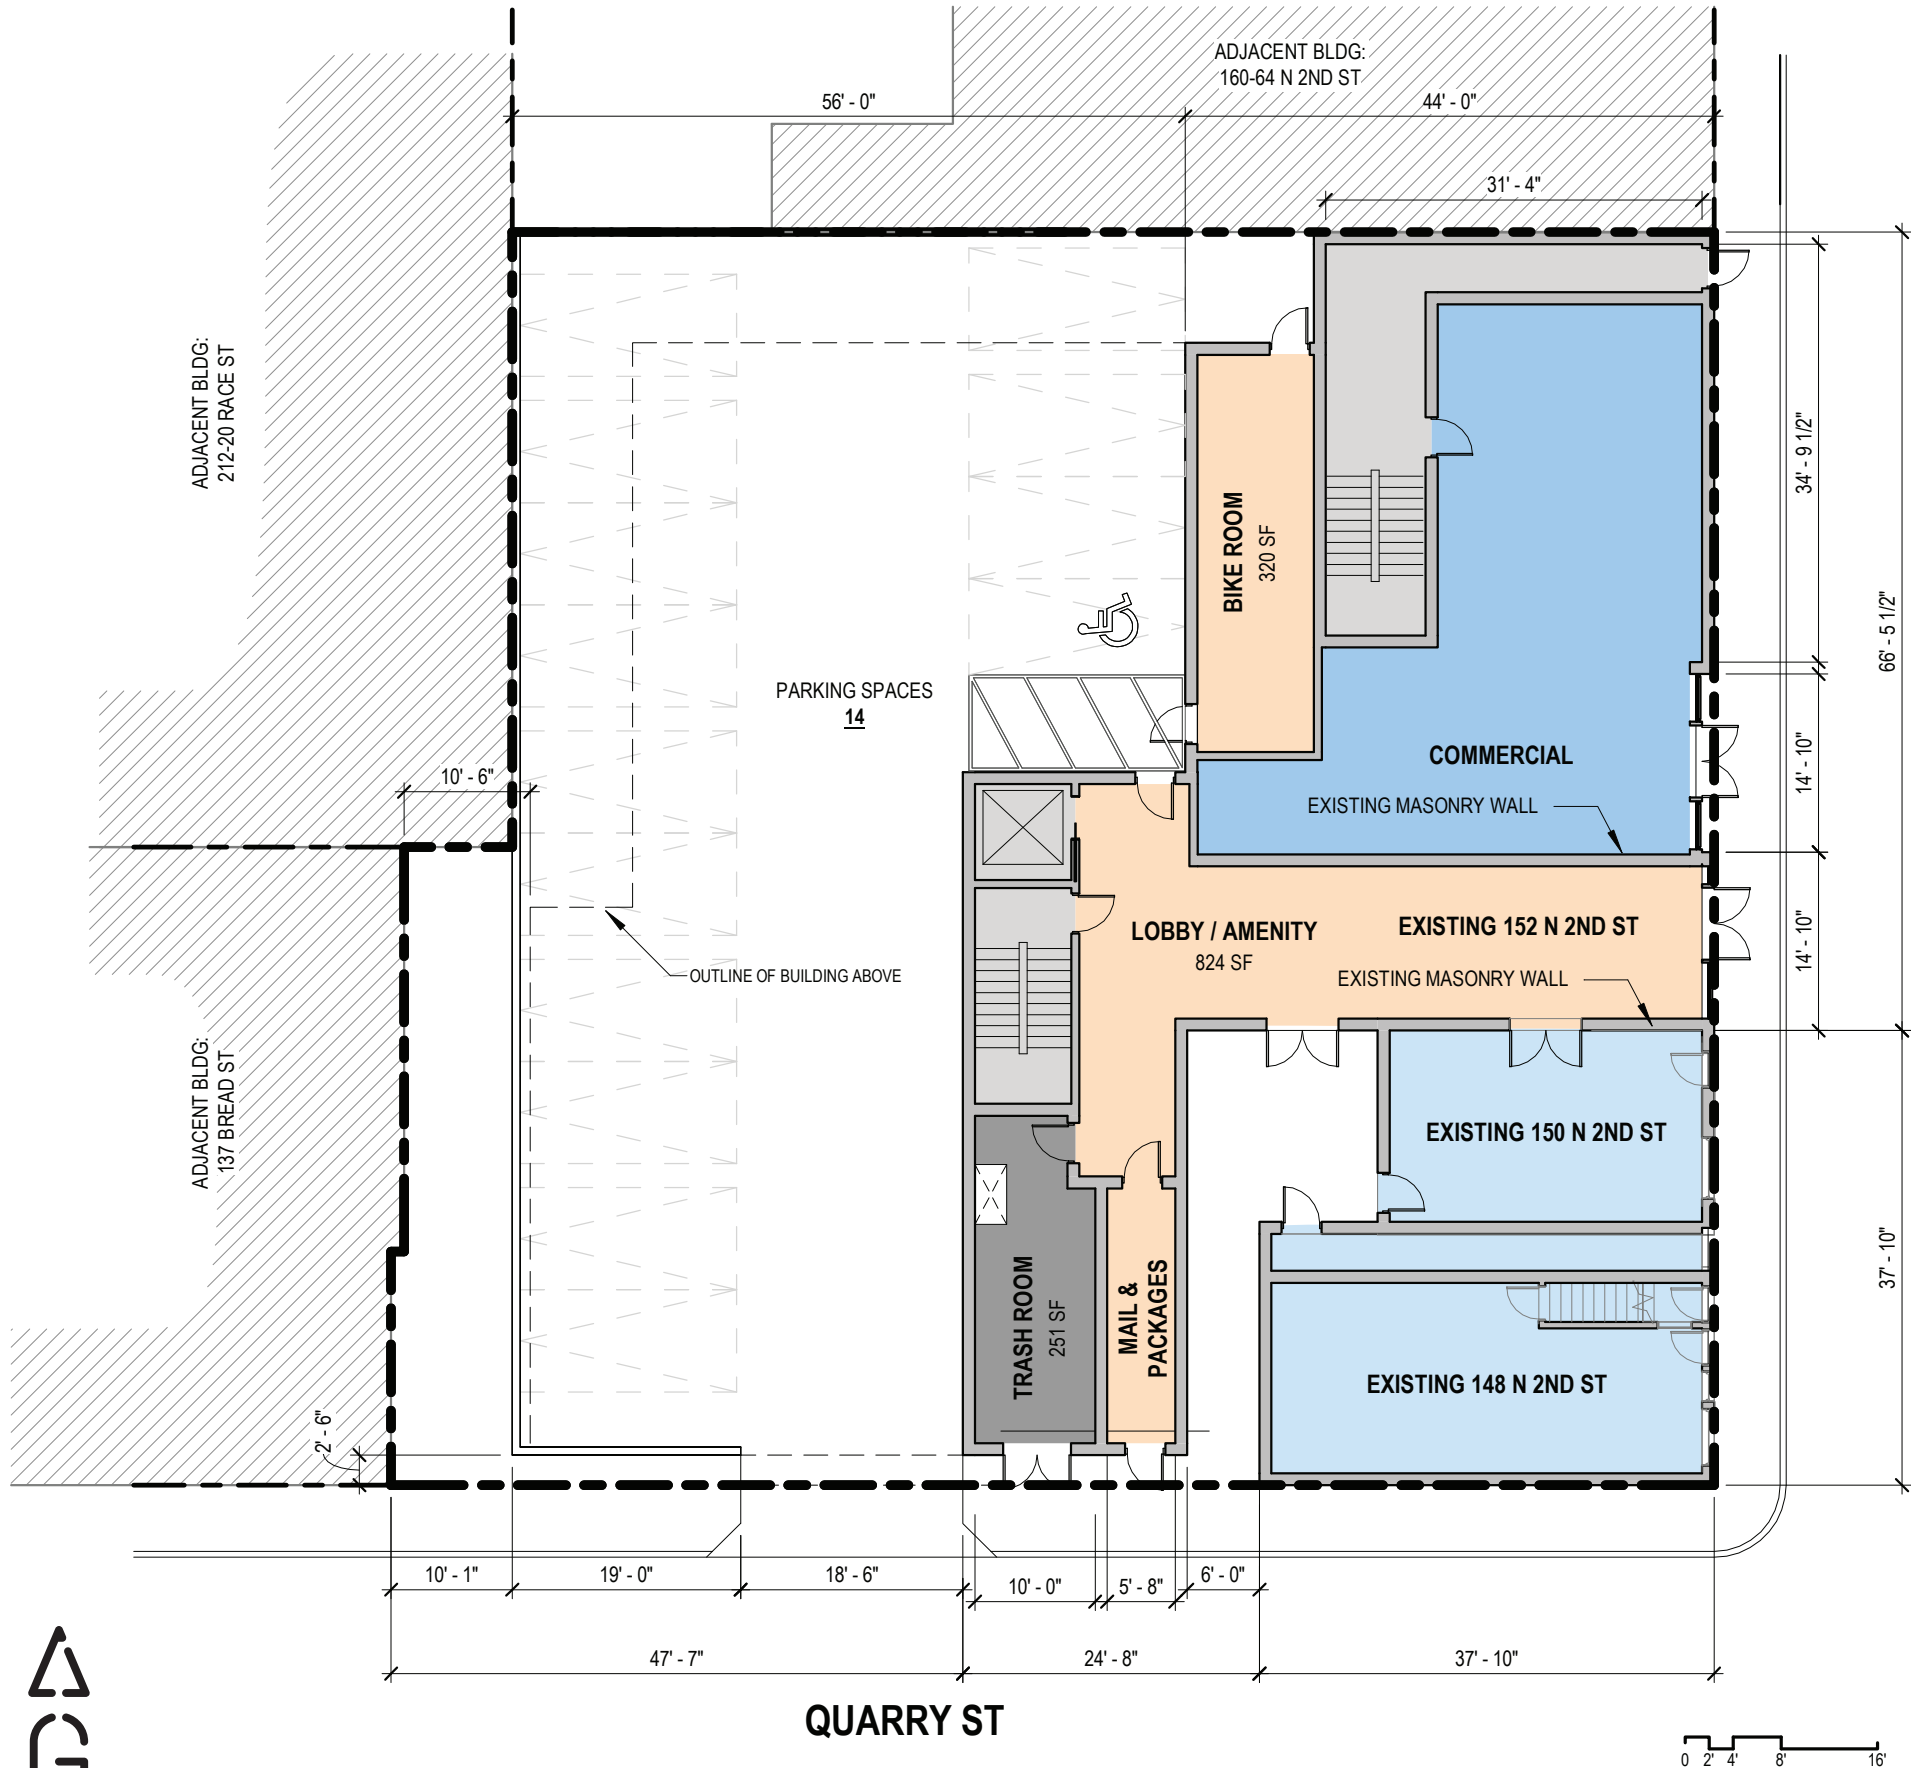 ADJACENT BLDG:
160-64 N 2ND ST
56' - 0"
44' - 0"
31' - 4"
ADJACENT BLDG:
212-20 RACE ST
34' - 9 1/2"
BIKE ROOM
320 SF
66' - 5 1/2"
PARKING SPACES
14
10' - 6"
COMMERCIAL
14' - 10"
EXISTING MASONRY WALL
LOBBY / AMENITY
824 SF
EXISTING 152 N 2ND ST
14' - 10"
OUTLINE OF BUILDING ABOVE
EXISTING MASONRY WALL
ADJACENT BLDG:
137 BREAD ST
EXISTING 150 N 2ND ST
37' - 10"
TRASH ROOM
251 SF
MAIL &
PACKAGES
EXISTING 148 N 2ND ST
2' - 6"
10' - 1"
19' - 0"
18' - 6"
10' - 0"
5' - 8"
6' - 0"
47' - 7"
24' - 8"
37' - 10"
QUARRY ST
0 2' 4' 8' 16'